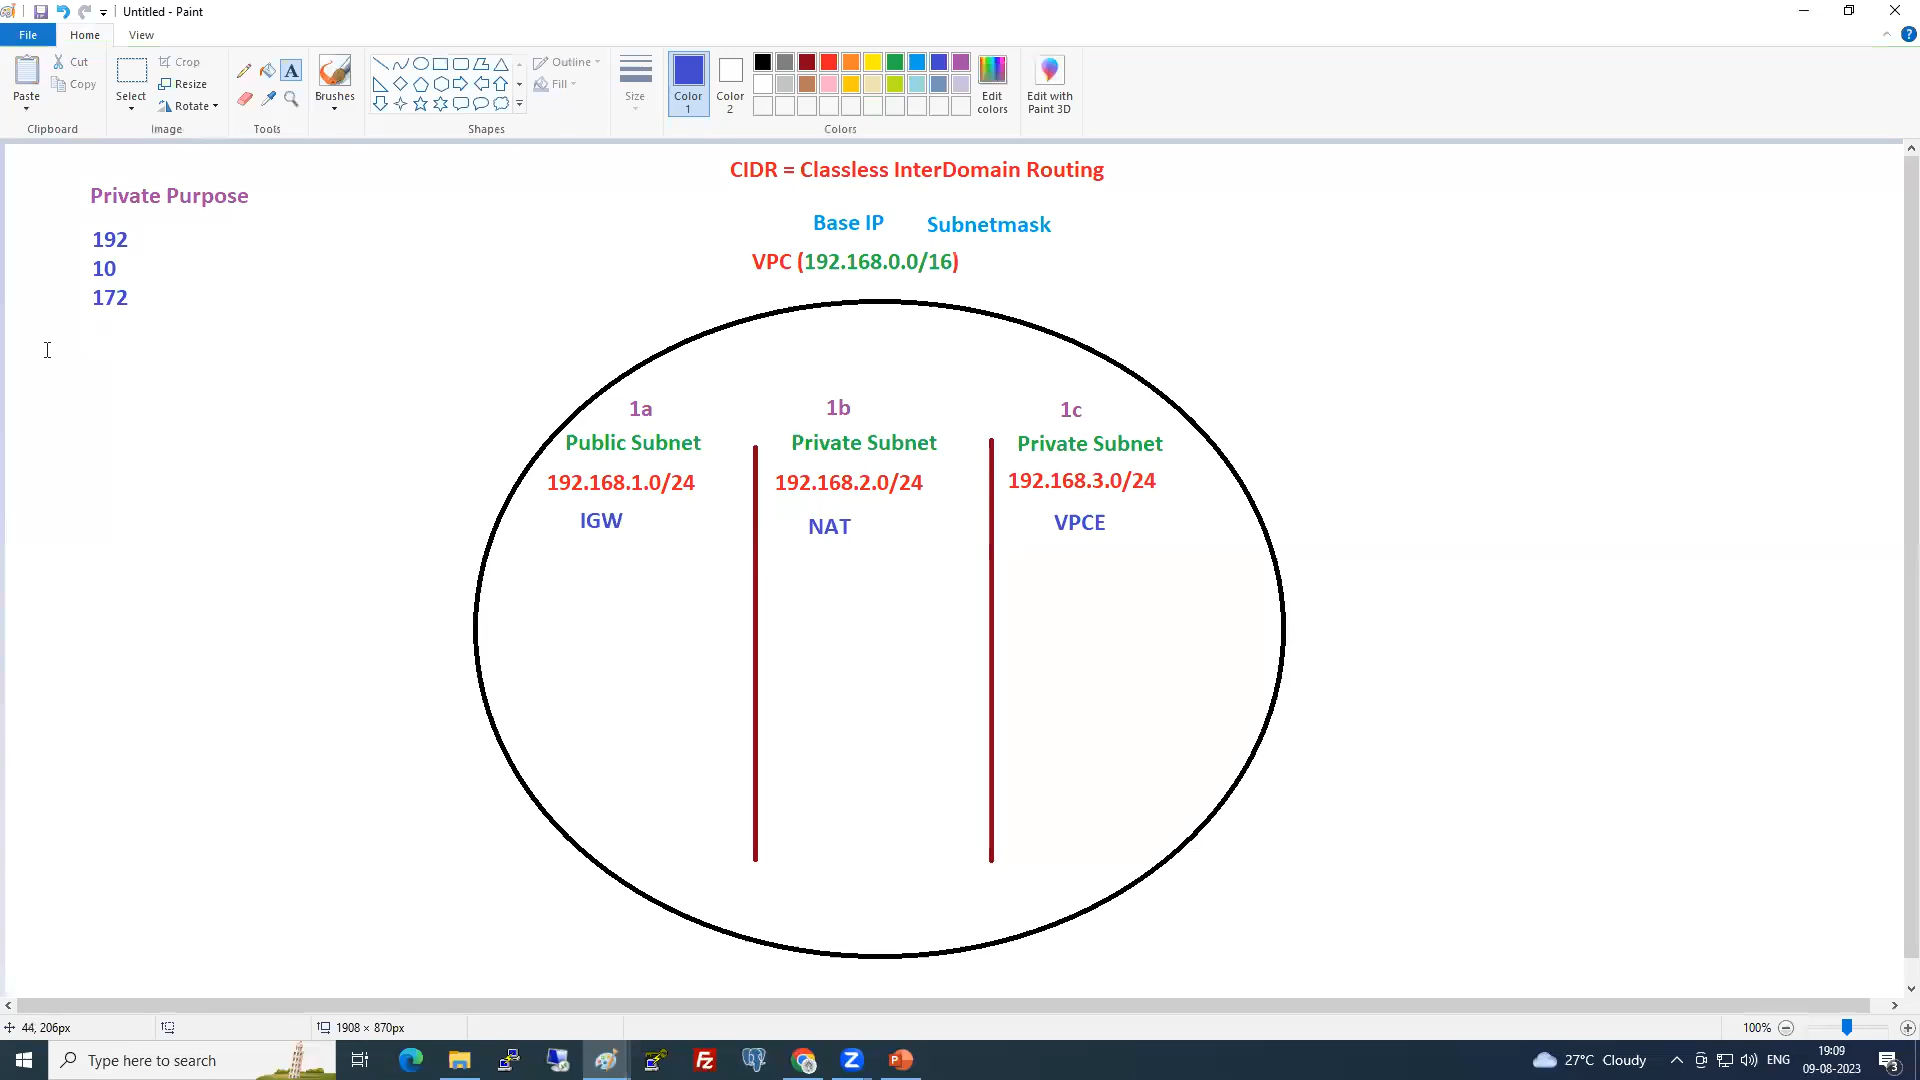 Untitled - Paint
File Home View
Paste
Cut
Copy
Clipboard
Select
Crop
Resize
Rotate
Image
Tools
Brushes
Shapes
Outline
Fill
Size
Color 1
Color 2
Edit colors
Colors
Edit with Paint 3D
CIDR = Classless InterDomain Routing
Private Purpose
192
10
172
Base IP Subnetmask
VPC (192.168.0.0/16)
1a 1b 1c
Public Subnet Private Subnet Private Subnet
192.168.1.0/24 192.168.2.0/24 192.168.3.0/24
IGW NAT VPCE
44, 206px
1908 × 870px
100%
Type here to search
27°C Cloudy
ENG
19:09
09-08-2023
3